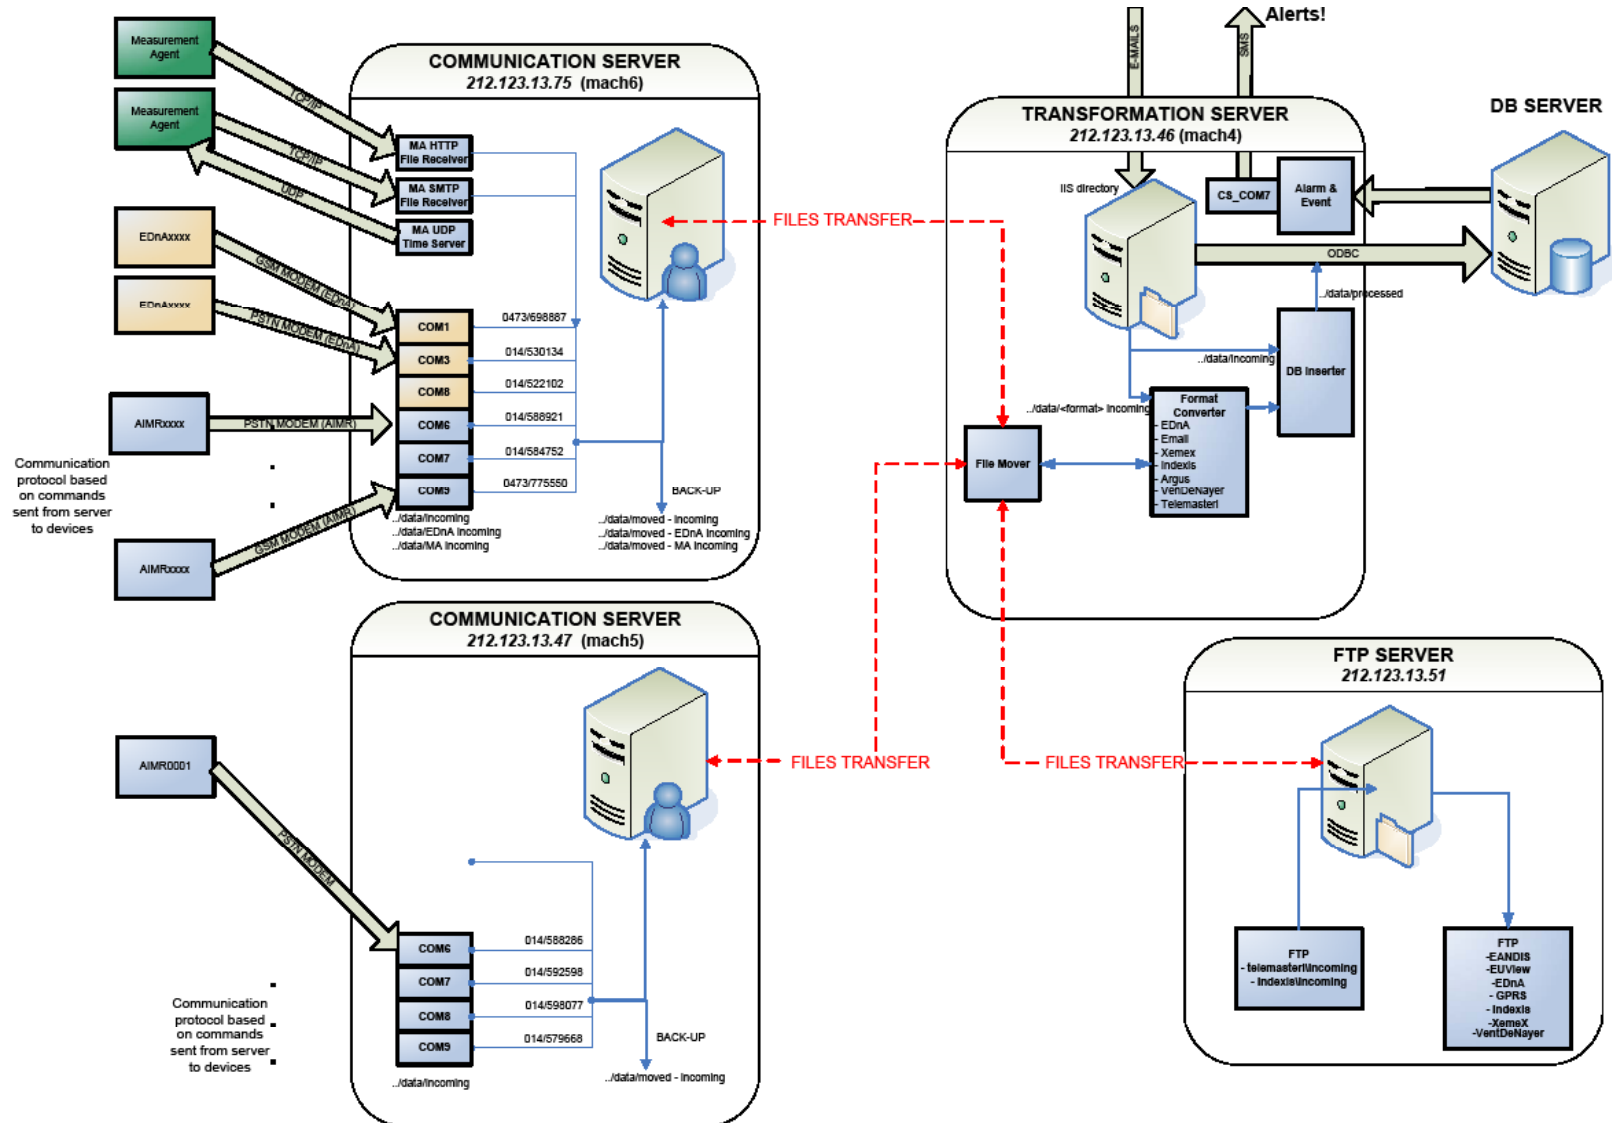 Measurement
Agent
Measurement
Agent
EDnAxxxx
EDnAxxxx
AIMRxxxx
Communication
protocol based
on commands
sent from server
to devices
AIMRxxxx
TCP/IP
TCP/IP
UDP
GSM MODEM (EDnA)
PSTN MODEM (EDnA)
PSTN MODEM (AIMR)
GSM MODEM (AIMR)
COMMUNICATION SERVER
212.123.13.75 (mach6)
MA HTTP
File Receiver
MA SMTP
File Receiver
MA UDP
Time Server
COM1
COM3
COM8
COM6
COM7
COM9
0473/698887
014/530134
014/522102
014/588921
014/584752
0473/775550
../data/incoming
../data/EDnA incoming
../data/MA incoming
BACK-UP
../data/moved - incoming
../data/moved - EDnA incoming
../data/moved - MA incoming
FILES TRANSFER
E-MAILS
SMS
Alerts!
TRANSFORMATION SERVER
212.123.13.46 (mach4)
IIS directory
CS_COM7
Alarm &
Event
DB SERVER
ODBC
../data/processed
../data/incoming
DB Inserter
../data/<format> incoming
Format
Converter
- EDnA
- Email
- Xemex
- Indexis
- Argus
- VenDeNayer
- Telemasterl
File Mover
COMMUNICATION SERVER
212.123.13.47 (mach5)
AIMR0001
PSTN MODEM
COM6
COM7
COM8
COM9
014/588286
014/592598
014/598077
014/579668
../data/incoming
BACK-UP
../data/moved - incoming
Communication
protocol based
on commands
sent from server
to devices
FILES TRANSFER
FILES TRANSFER
FTP SERVER
212.123.13.51
FTP
- telemasterl\incoming
- Indexis\incoming
FTP
-EANDIS
-EUView
-EDnA
- GPRS
- Indexis
-XemeX
-VentDeNayer